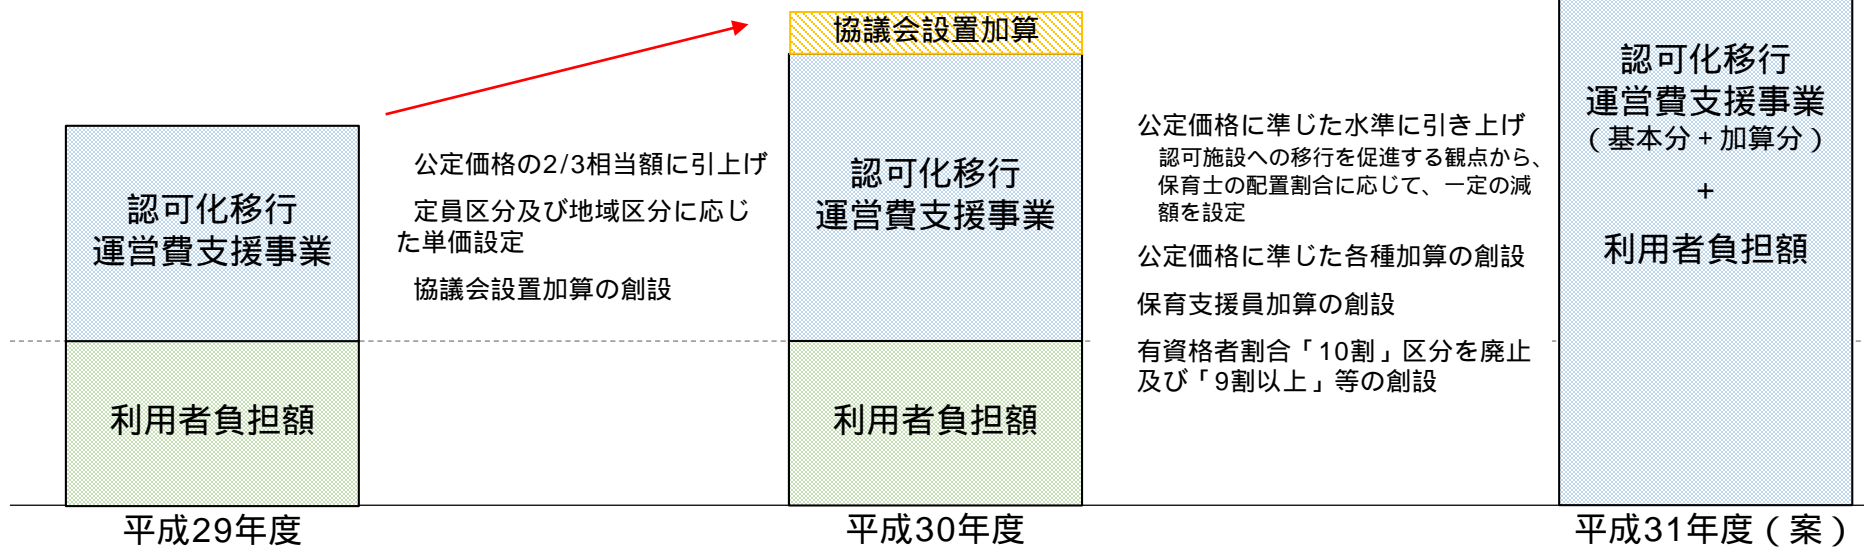 認可化移行
運営費支援事業
利用者負担額
平成29年度
公定価格の2/3相当額に引上げ
定員区分及び地域区分に応じ
た単価設定
協議会設置加算の創設
協議会設置加算
認可化移行
運営費支援事業
利用者負担額
平成30年度
公定価格に準じた水準に引き上げ
認可施設への移行を促進する観点から、
保育士の配置割合に応じて、一定の減
額を設定
公定価格に準じた各種加算の創設
保育支援員加算の創設
有資格者割合「10割」区分を廃止
及び「9割以上」等の創設
認可化移行
運営費支援事業
（基本分＋加算分）
+
利用者負担額
平成31年度（案）